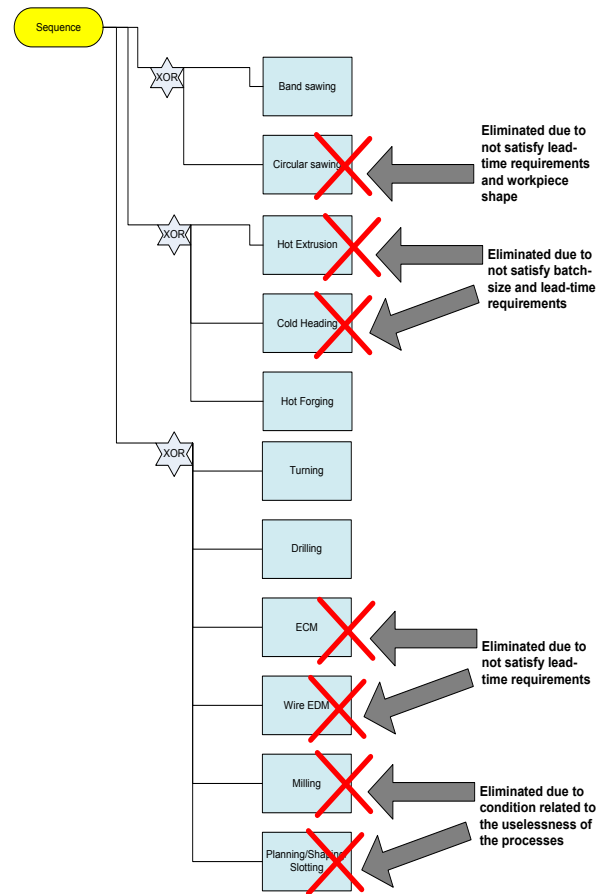 Sequence
XOR
Band sawing
Circular sawing
Eliminated due to
not satisfy lead-
time requirements
and workpiece
shape
XOR
Hot Extrusion
Eliminated due to
not satisfy batch-
size and lead-time
requirements
Cold Heading
Hot Forging
XOR
Turning
Drilling
ECM
Eliminated due to
not satisfy lead-
time requirements
Wire EDM
Milling
Eliminated due to
condition related to
the uselessness of
the processes
Planning/Shaping/
Slotting